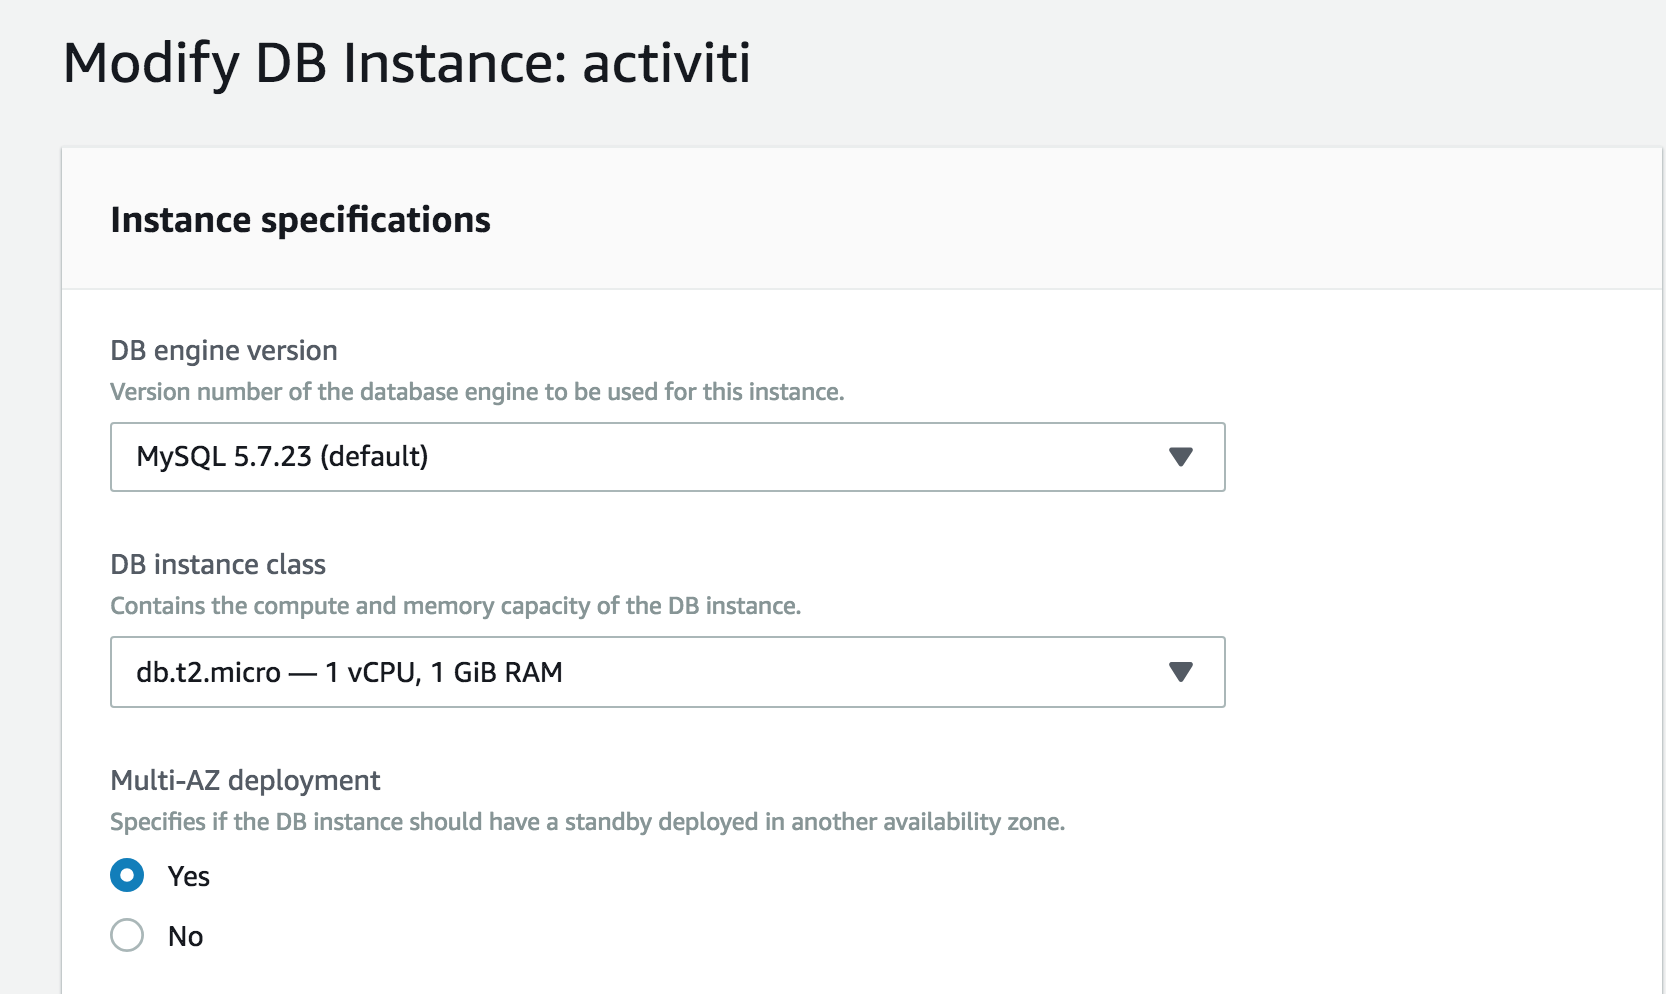 Modify DB Instance: activiti
Instance specifications
DB engine version
Version number of the database engine to be used for this instance.
MySQL 5.7.23 (default)
DB instance class
Contains the compute and memory capacity of the DB instance.
db.t2.micro — 1 vCPU, 1 GiB RAM
Multi-AZ deployment
Specifies if the DB instance should have a standby deployed in another availability zone.
Yes
No